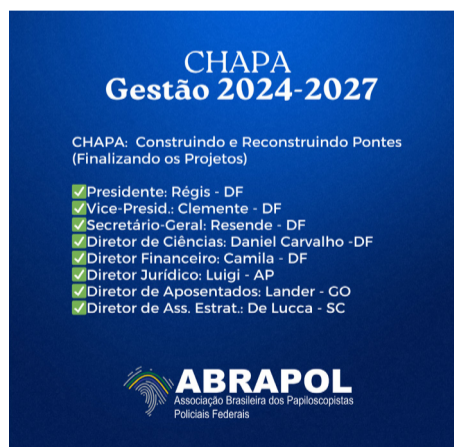 CHAPA
Gestão 2024-2027
CHAPA: Construindo e Reconstruindo Pontes
(Finalizando os Projetos)
✅Presidente: Régis - DF
✅Vice-Presid.: Clemente - DF
✅Secretário-Geral: Resende - DF
✅Diretor de Ciências: Daniel Carvalho -DF
✅Diretor Financeiro: Camila - DF
✅Diretor Jurídico: Luigi - AP
✅Diretor de Aposentados: Lander - GO
✅Diretor de Ass. Estrat.: De Lucca - SC
ABRAPOL
Associação Brasileira dos Papiloscopistas
Policiais Federais